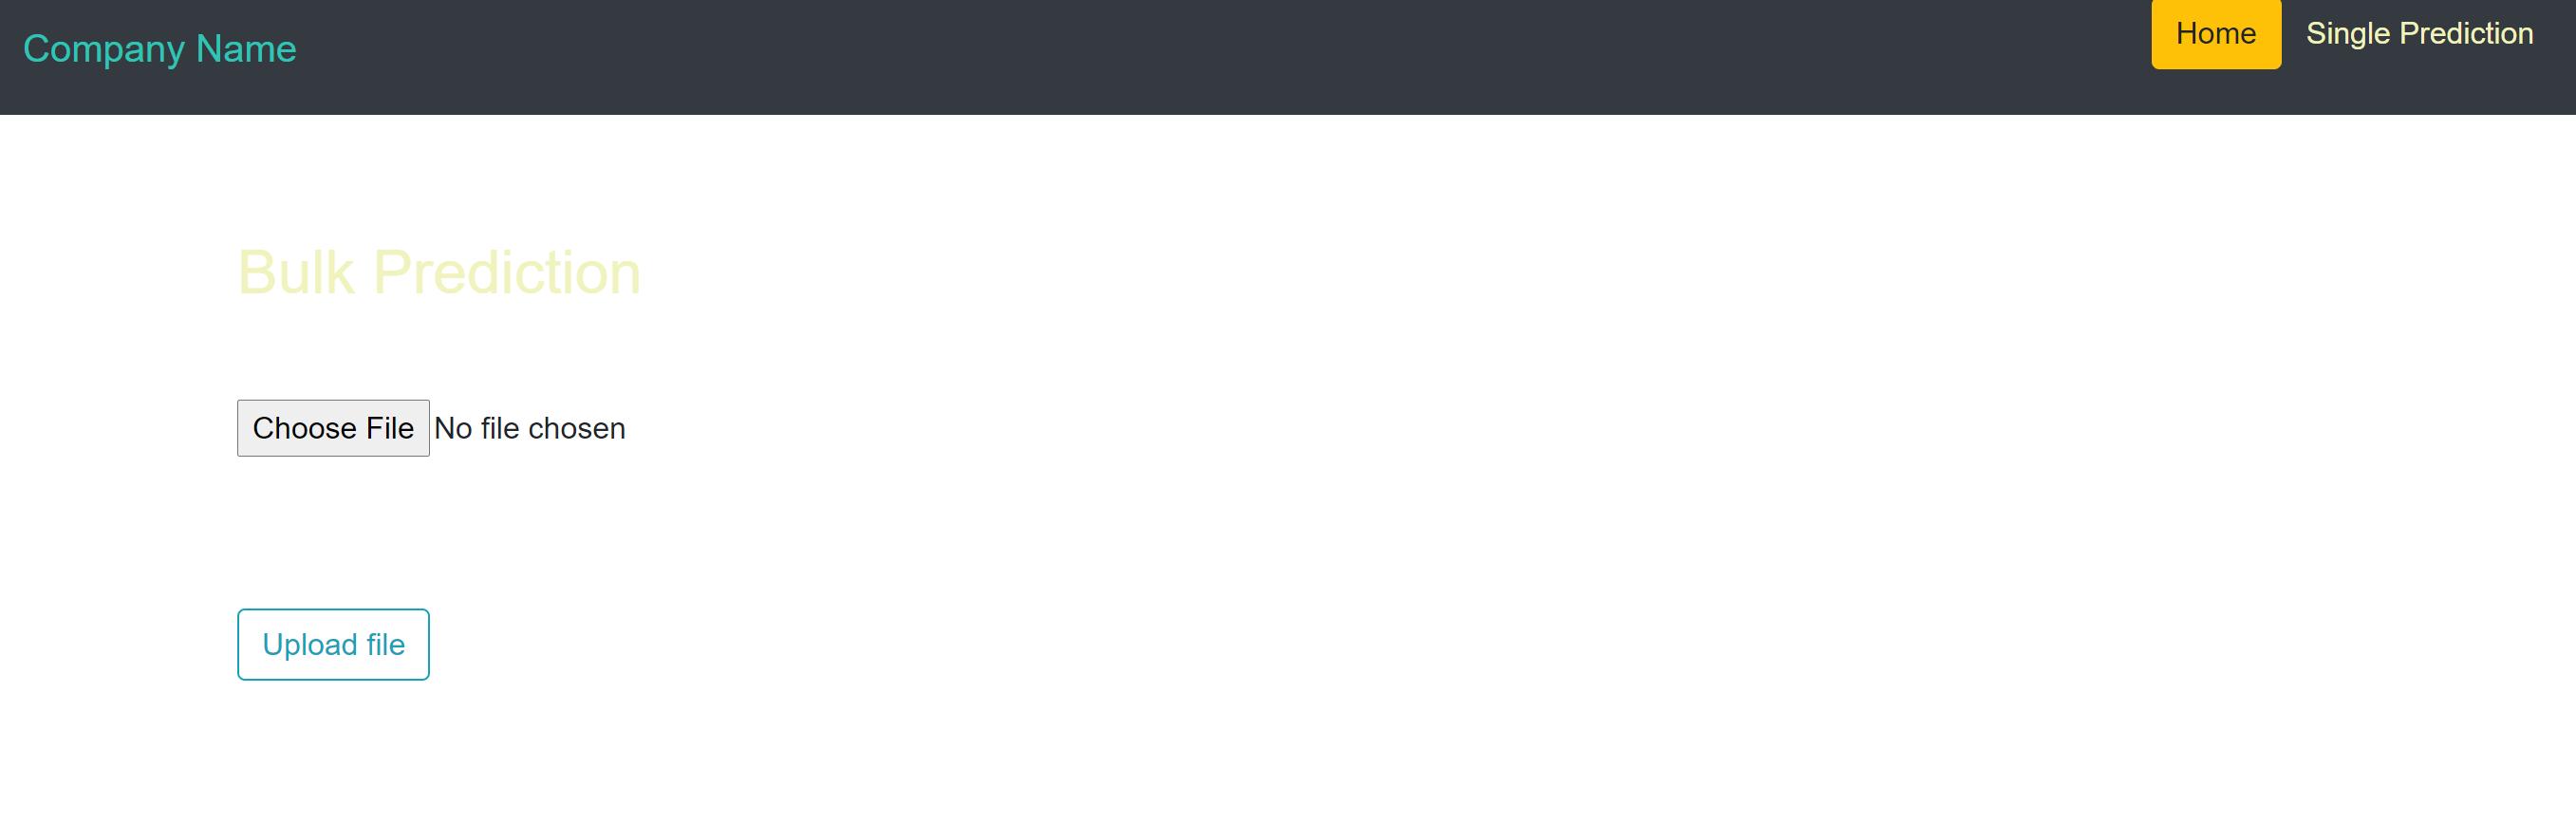 Company Name
Home
Single Prediction
Bulk Prediction
Choose File No file chosen
Upload file